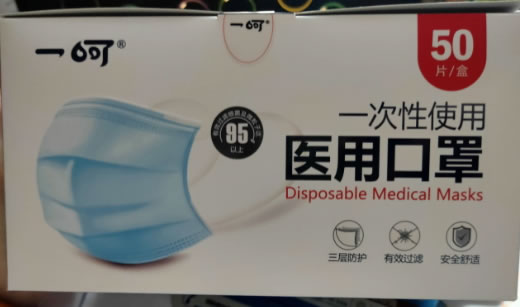 一呵®
一呵®
50
片/盒
95
以上
一次性使用
医用口罩
Disposable Medical Masks
三层防护
有效过滤
安全舒适